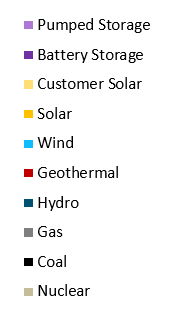 Pumped Storage
Battery Storage
Customer Solar
Solar
Wind
Geothermal
Hydro
Gas
Coal
Nuclear